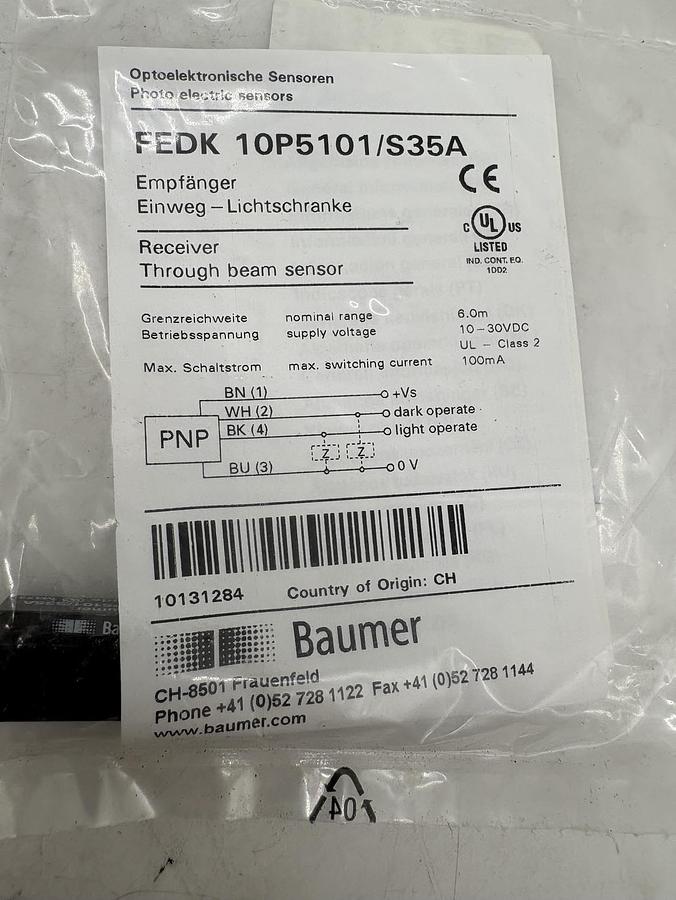 Optoelektronische Sensoren
Photo electric sensors
FEDK 10P5101/S35A
CE
Empfänger
Einweg – Lichtschranke
C UL US
LISTED
IND. CONT. EQ.
1DD2
Receiver
Through beam sensor
Grenzreichweite nominal range 6.0m
Betriebsspannung supply voltage 10–30VDC
UL – Class 2
Max. Schaltstrom max. switching current 100mA
PNP
BN (1) +Vs
WH (2) dark operate
BK (4) light operate
Z Z
BU (3) 0 V
10131284 Country of Origin: CH
Baumer
CH-8501 Frauenfeld
Phone +41 (0)52 728 1122 Fax +41 (0)52 728 1144
www.baumer.com
Ba
04